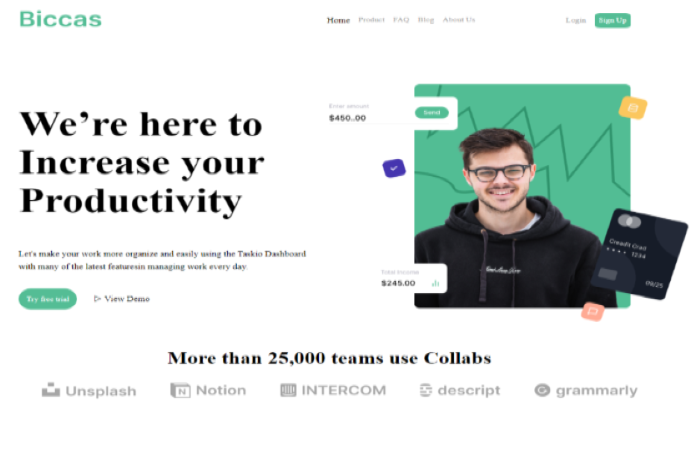 Biccas
Home Product FAQ Blog About Us
Login Sign Up
Enter amount
$450..00
Send
We’re here to
Increase your
Productivity
Let's make your work more organize and easily using the Taskio Dashboard
with many of the latest featuresin managing work every day.
Try free trial
View Demo
Total Income
$245.00
Creadit Crad
1234
09/25
More than 25,000 teams use Collabs
Unsplash Notion INTERCOM descript grammarly